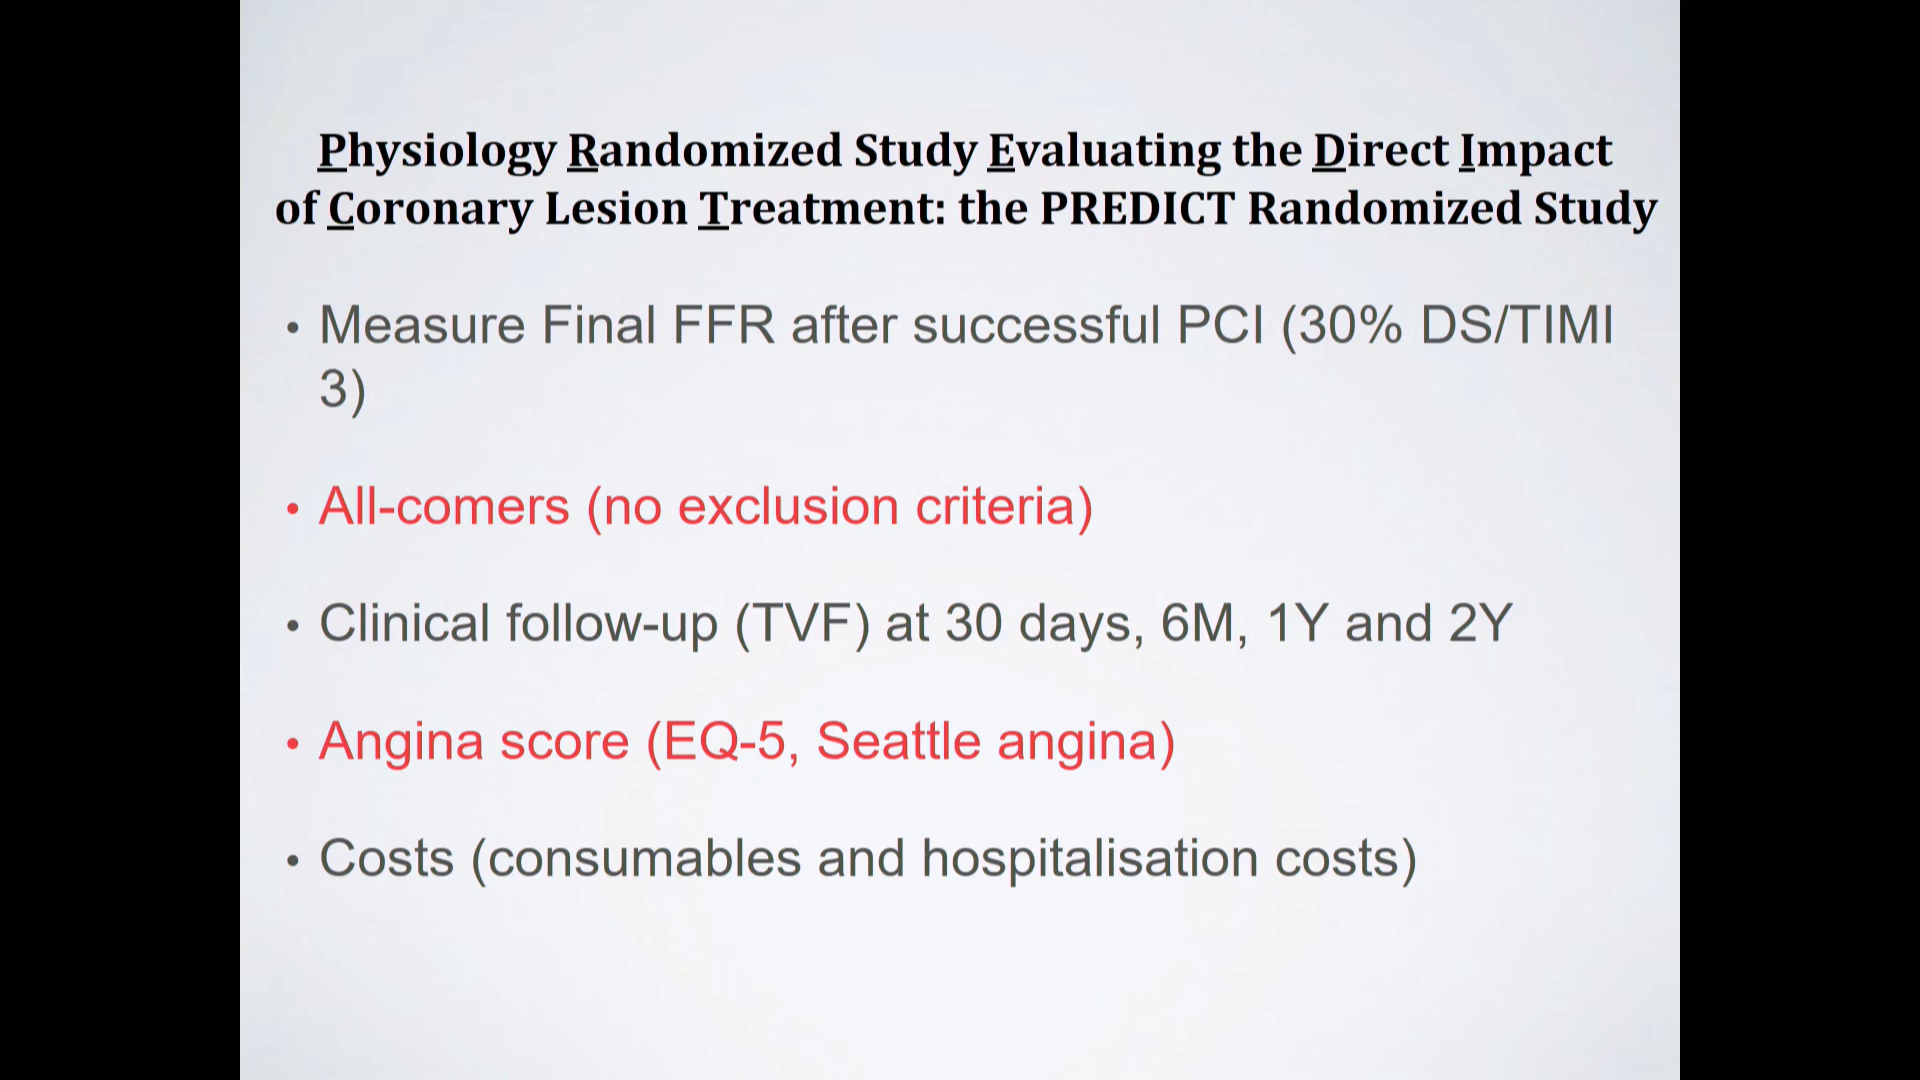 Physiology Randomized Study Evaluating the Direct Impact
of Coronary Lesion Treatment: the PREDICT Randomized Study
• Measure Final FFR after successful PCI (30% DS/TIMI
3)
• All-comers (no exclusion criteria)
• Clinical follow-up (TVF) at 30 days, 6M, 1Y and 2Y
• Angina score (EQ-5, Seattle angina)
• Costs (consumables and hospitalisation costs)